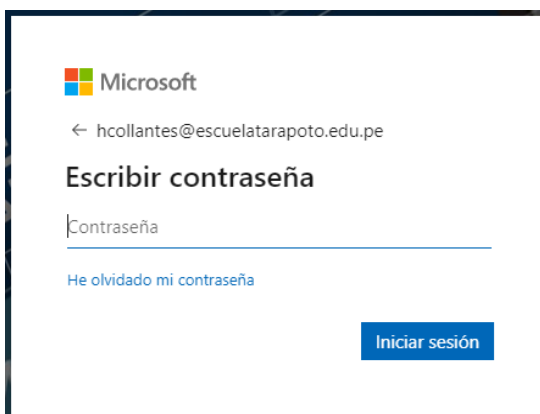 Microsoft
← hcollantes@escuelatarapoto.edu.pe
Escribir contraseña
Contraseña
He olvidado mi contraseña
Iniciar sesión